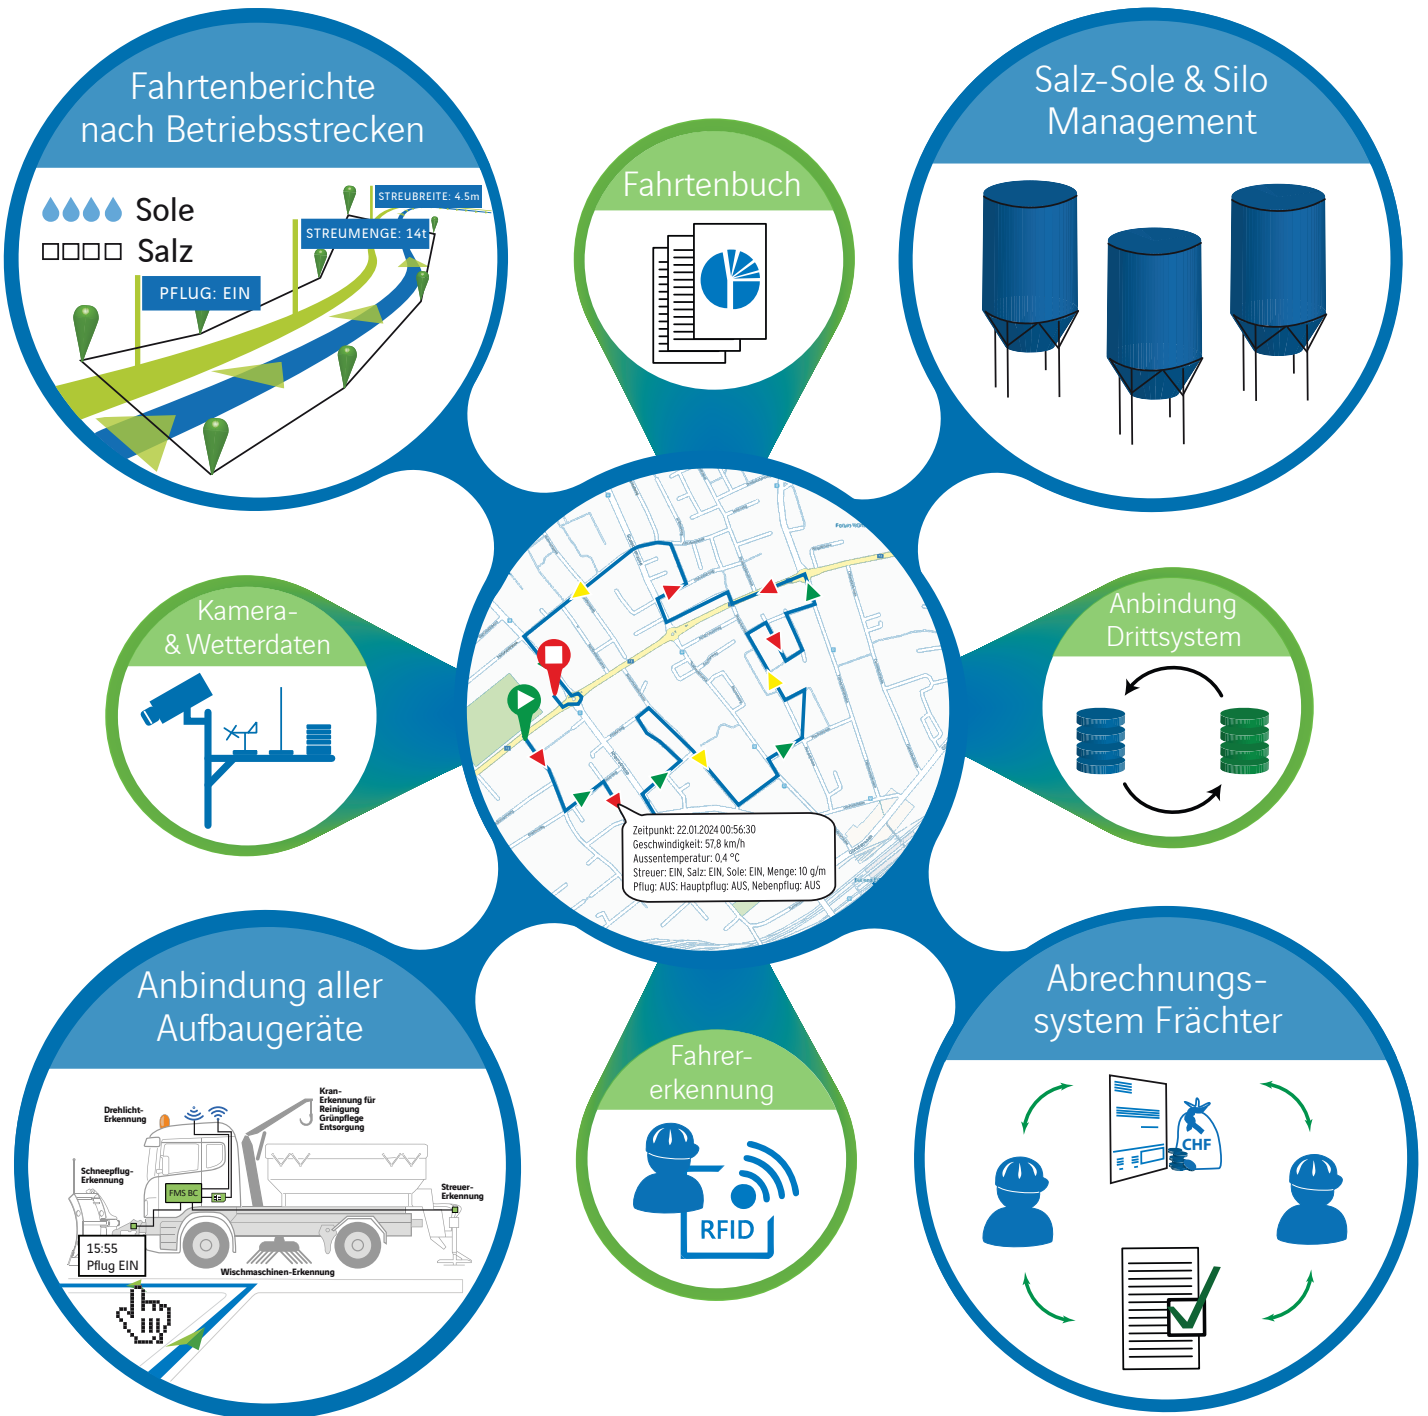 Fahrtenberichte
nach Betriebsstrecken
Sole
Salz
STREUBREITE: 4.5m
STREUMENGE: 14t
PFLUG: EIN
Fahrtenbuch
Salz-Sole & Silo
Management
Kamera-
& Wetterdaten
Anbindung
Drittsystem
Zeitpunkt: 22.01.2024 00:56:30
Geschwindigkeit: 57,8 km/h
Aussentemperatur: 0,4 °C
Streuer: EIN, Salz: EIN, Sole: EIN, Menge: 10 g/m
Pflug: AUS: Hauptpflug: AUS, Nebenpflug: AUS
Anbindung aller
Aufbaugeräte
Drehlicht-
Erkennung
Kran-
Erkennung für
Reinigung
Grünpflege
Entsorgung
Schneepflug-
Erkennung
FMS BC
Streuer-
Erkennung
15:55
Pflug EIN
Wischmaschinen-Erkennung
Fahrer-
erkennung
RFID
Abrechnungs-
system Frächter
CHF